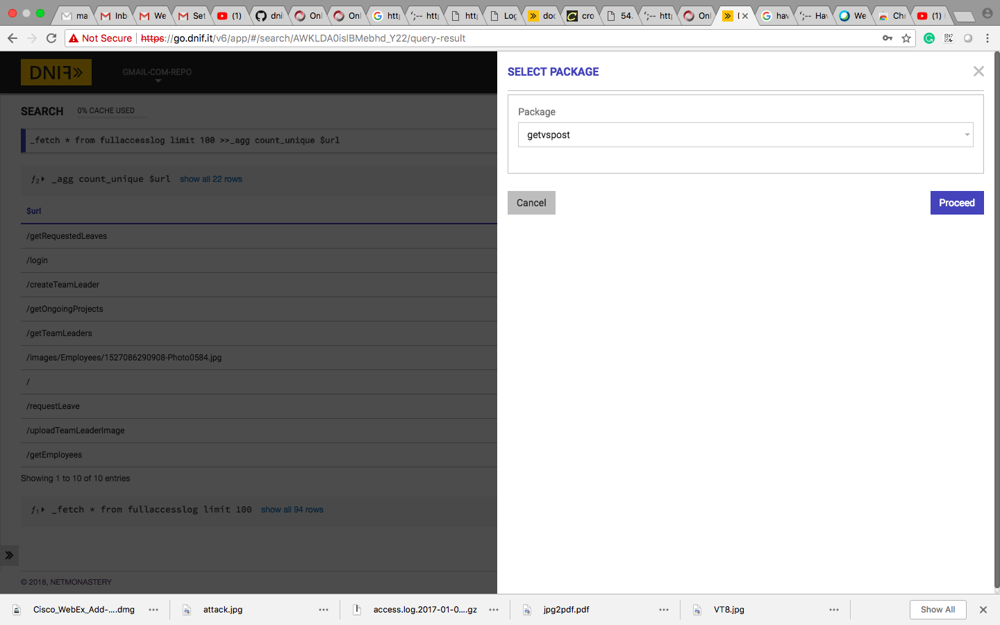 ma
Inb
We
Set
(1)
dni
Onl
Onl
http
';-- http
http
Log
doc
cro
54.
';-- http
Onl
hav
';-- Hav
We
Chr
(1)
Not Secure | https://go.dnif.it/v6/app/#/search/AWKLDA0islBMebhd_Y22/query-result
DNIF»
GMAIL-COM-REPO
SELECT PACKAGE
SEARCH 0% CACHE USED
Package
getvspost
_fetch * from fullaccesslog limit 100 >>_agg count_unique $url
ƒ2 _agg count_unique $url show all 22 rows
Cancel
Proceed
$url
/getRequestedLeaves
/login
/createTeamLeader
/getOngoingProjects
/getTeamLeaders
/images/Employees/1527086290908-Photo0584.jpg
/
/requestLeave
/uploadTeamLeaderImage
/getEmployees
Showing 1 to 10 of 10 entries
ƒ1 _fetch * from fullaccesslog limit 100 show all 94 rows
© 2018, NETMONASTERY
Cisco_WebEx_Add-....dmg
attack.jpg
access.log.2017-01-0....gz
jpg2pdf.pdf
VT8.jpg
Show All